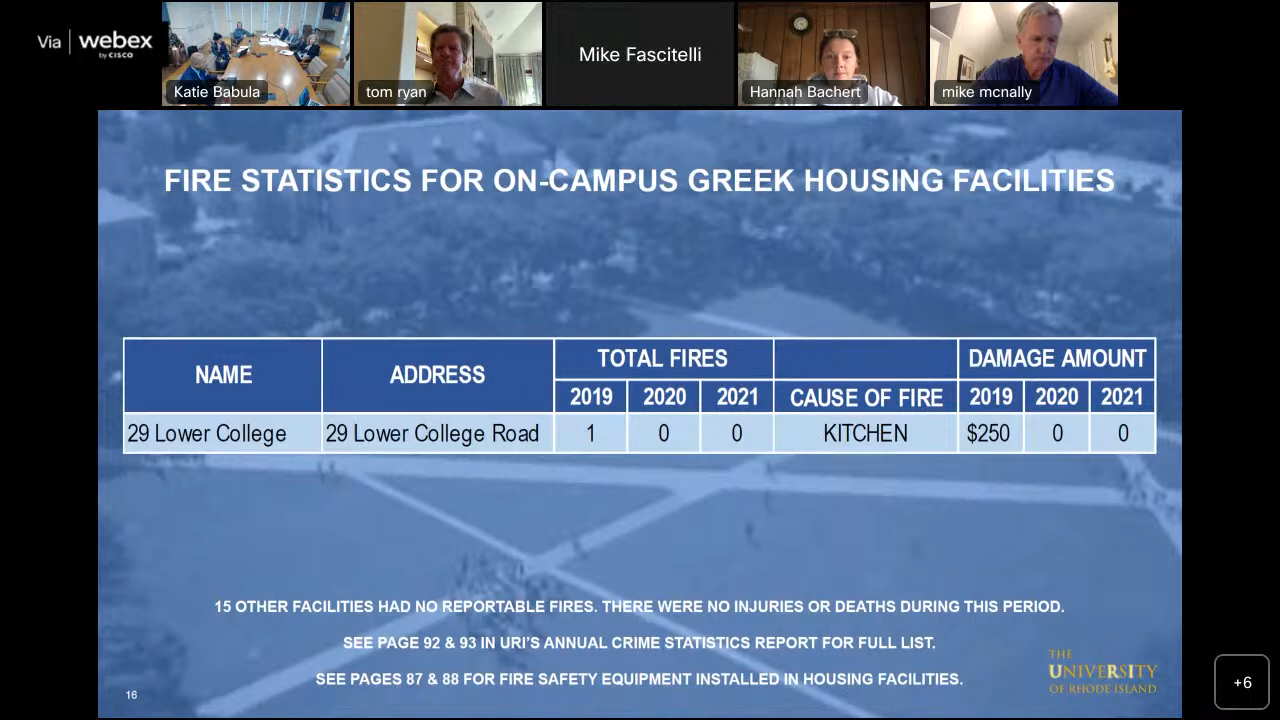 Via | webex
by CISCO
Katie Babula
tom ryan
Mike Fascitelli
Hannah Bachert
mike mcnally
FIRE STATISTICS FOR ON-CAMPUS GREEK HOUSING FACILITIES
NAME ADDRESS TOTAL FIRES DAMAGE AMOUNT
2019 2020 2021 CAUSE OF FIRE 2019 2020 2021
29 Lower College 29 Lower College Road 1 0 0 KITCHEN $250 0 0
15 OTHER FACILITIES HAD NO REPORTABLE FIRES. THERE WERE NO INJURIES OR DEATHS DURING THIS PERIOD.
SEE PAGE 92 & 93 IN URI'S ANNUAL CRIME STATISTICS REPORT FOR FULL LIST.
SEE PAGES 87 & 88 FOR FIRE SAFETY EQUIPMENT INSTALLED IN HOUSING FACILITIES.
THE
UNIVERSITY
OF RHODE ISLAND
16
+6